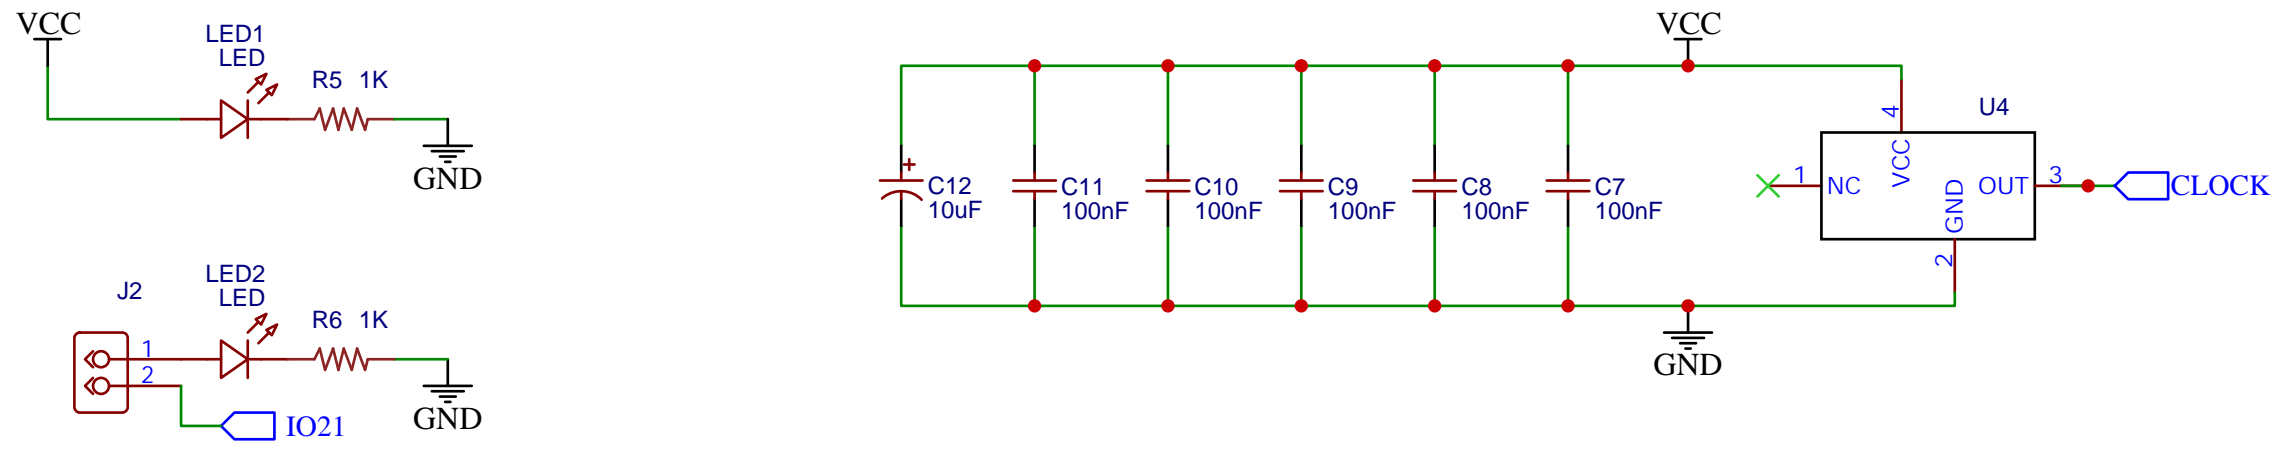 VCC
LED1
LED
R5 1K
GND
LED2
LED
J2
R6 1K
1
2
GND
IO21
VCC
C12
10uF
C11
100nF
C10
100nF
C9
100nF
C8
100nF
C7
100nF
GND
U4
4
VCC
1
NC
OUT
3
CLOCK
GND
2